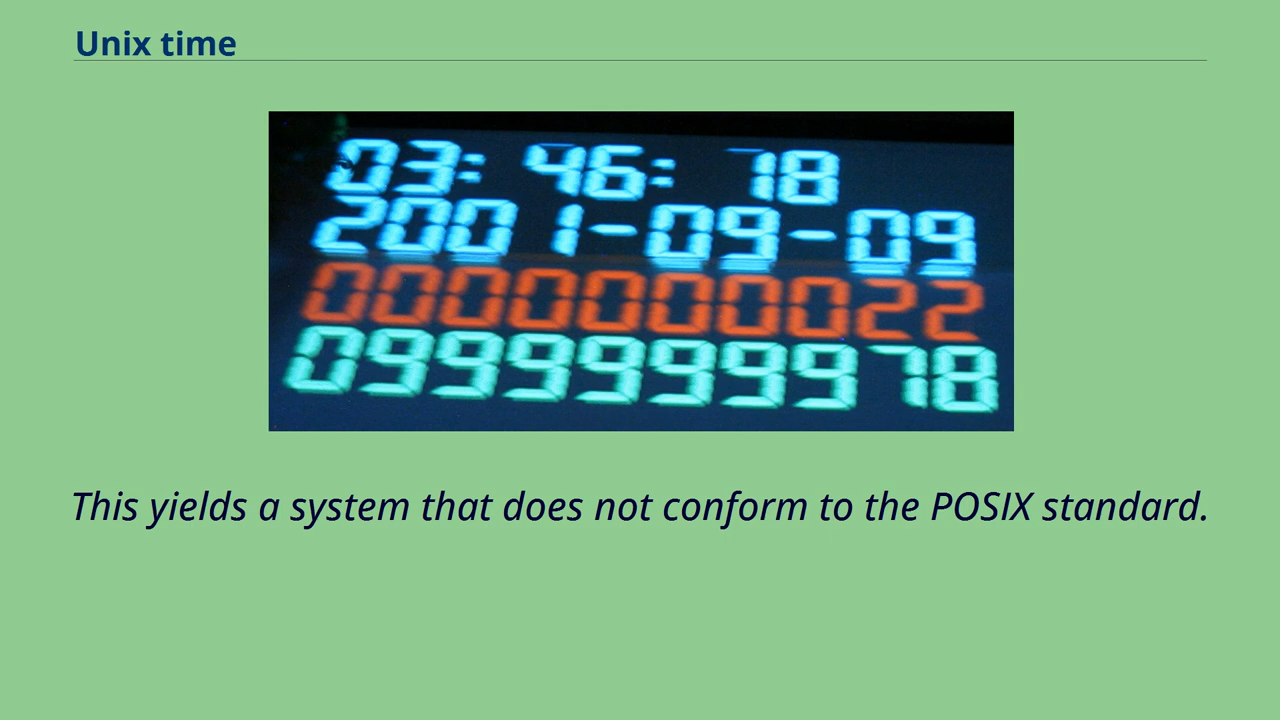 Unix time
03: 46: 18
2001-09-09
0000000022
0999999978
This yields a system that does not conform to the POSIX standard.